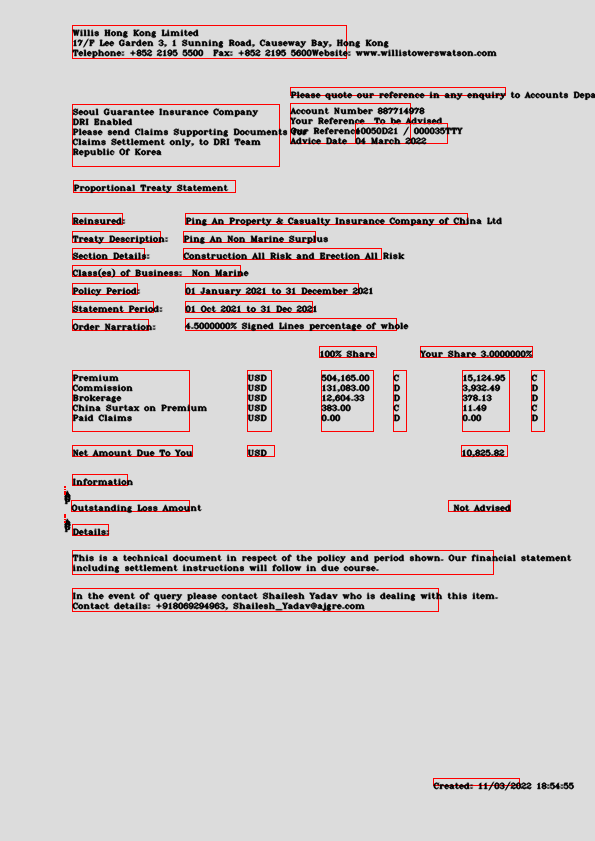 Willis Hong Kong Limited
17/F Lee Garden 3, 1 Sunning Road, Causeway Bay, Hong Kong
Telephone: +852 2195 5500 Fax: +852 2195 5600Website: www.willistowerswatson.com
Please quote our reference in any enquiry to Accounts Depa
Seoul Guarantee Insurance Company
DRI Enabled
Please send Claims Supporting Documents for
Claims Settlement only, to DRI Team
Republic Of Korea
Account Number 887714978
Your Reference To be Advised
Our Reference 10050D21 / 000035TTY
Advice Date 04 March 2022
Proportional Treaty Statement
Reinsured: Ping An Property & Casualty Insurance Company of China Ltd
Treaty Description: Ping An Non Marine Surplus
Section Details: Construction All Risk and Erection All Risk
Class(es) of Business: Non Marine
Policy Period: 01 January 2021 to 31 December 2021
Statement Period: 01 Oct 2021 to 31 Dec 2021
Order Narration: 4.5000000% Signed Lines percentage of whole
100% Share Your Share 3.0000000%
Premium USD 504,165.00 C 15,124.95 C
Commission USD 131,083.00 D 3,932.49 D
Brokerage USD 12,604.33 D 378.13 D
China Surtax on Premium USD 383.00 C 11.49 C
Paid Claims USD 0.00 D 0.00 D
Net Amount Due To You USD 10,825.82
Information
Outstanding Loss Amount Not Advised
Details:
This is a technical document in respect of the policy and period shown. Our financial statement
including settlement instructions will follow in due course.
In the event of query please contact Shailesh Yadav who is dealing with this item.
Contact details: +918069294963, Shailesh_Yadav@ajgre.com
Created: 11/03/2022 18:54:55